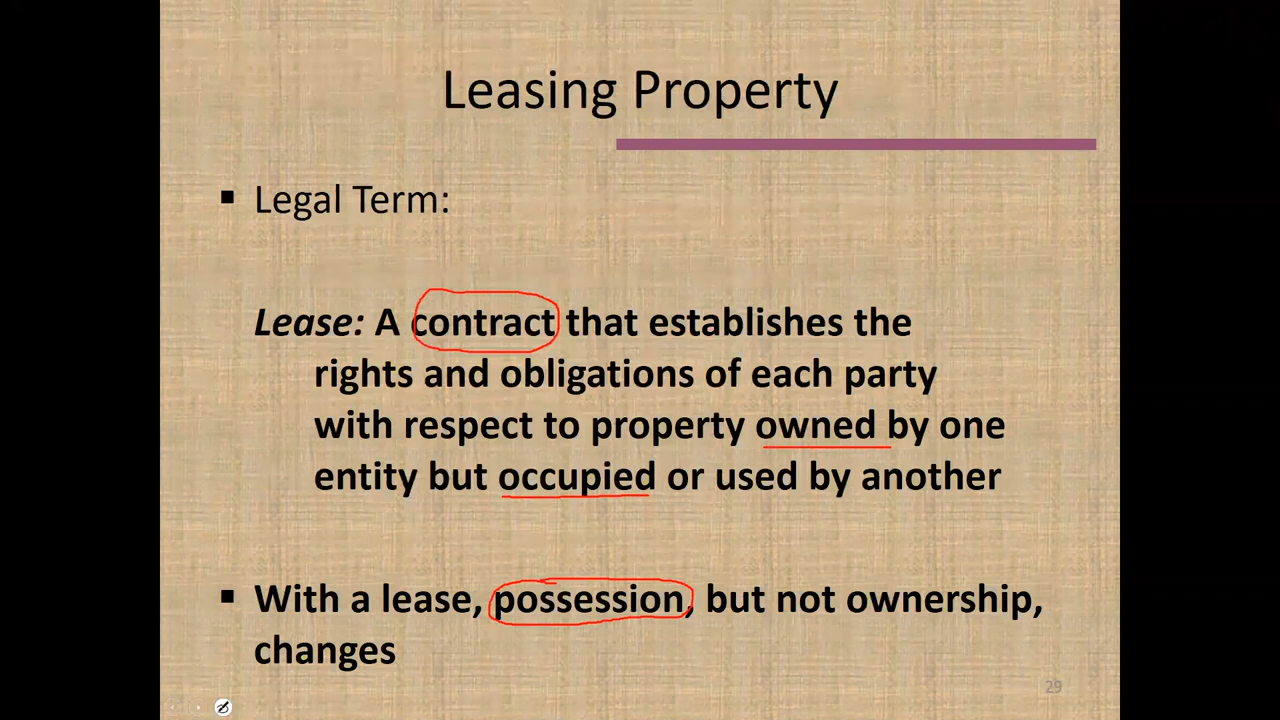 Leasing Property
▪ Legal Term:
Lease: A contract that establishes the
rights and obligations of each party
with respect to property owned by one
entity but occupied or used by another
▪ With a lease, possession, but not ownership,
changes
29